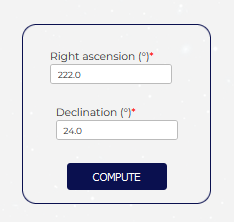 Right ascension (°)*
222.0
Declination (°)*
24.0
COMPUTE